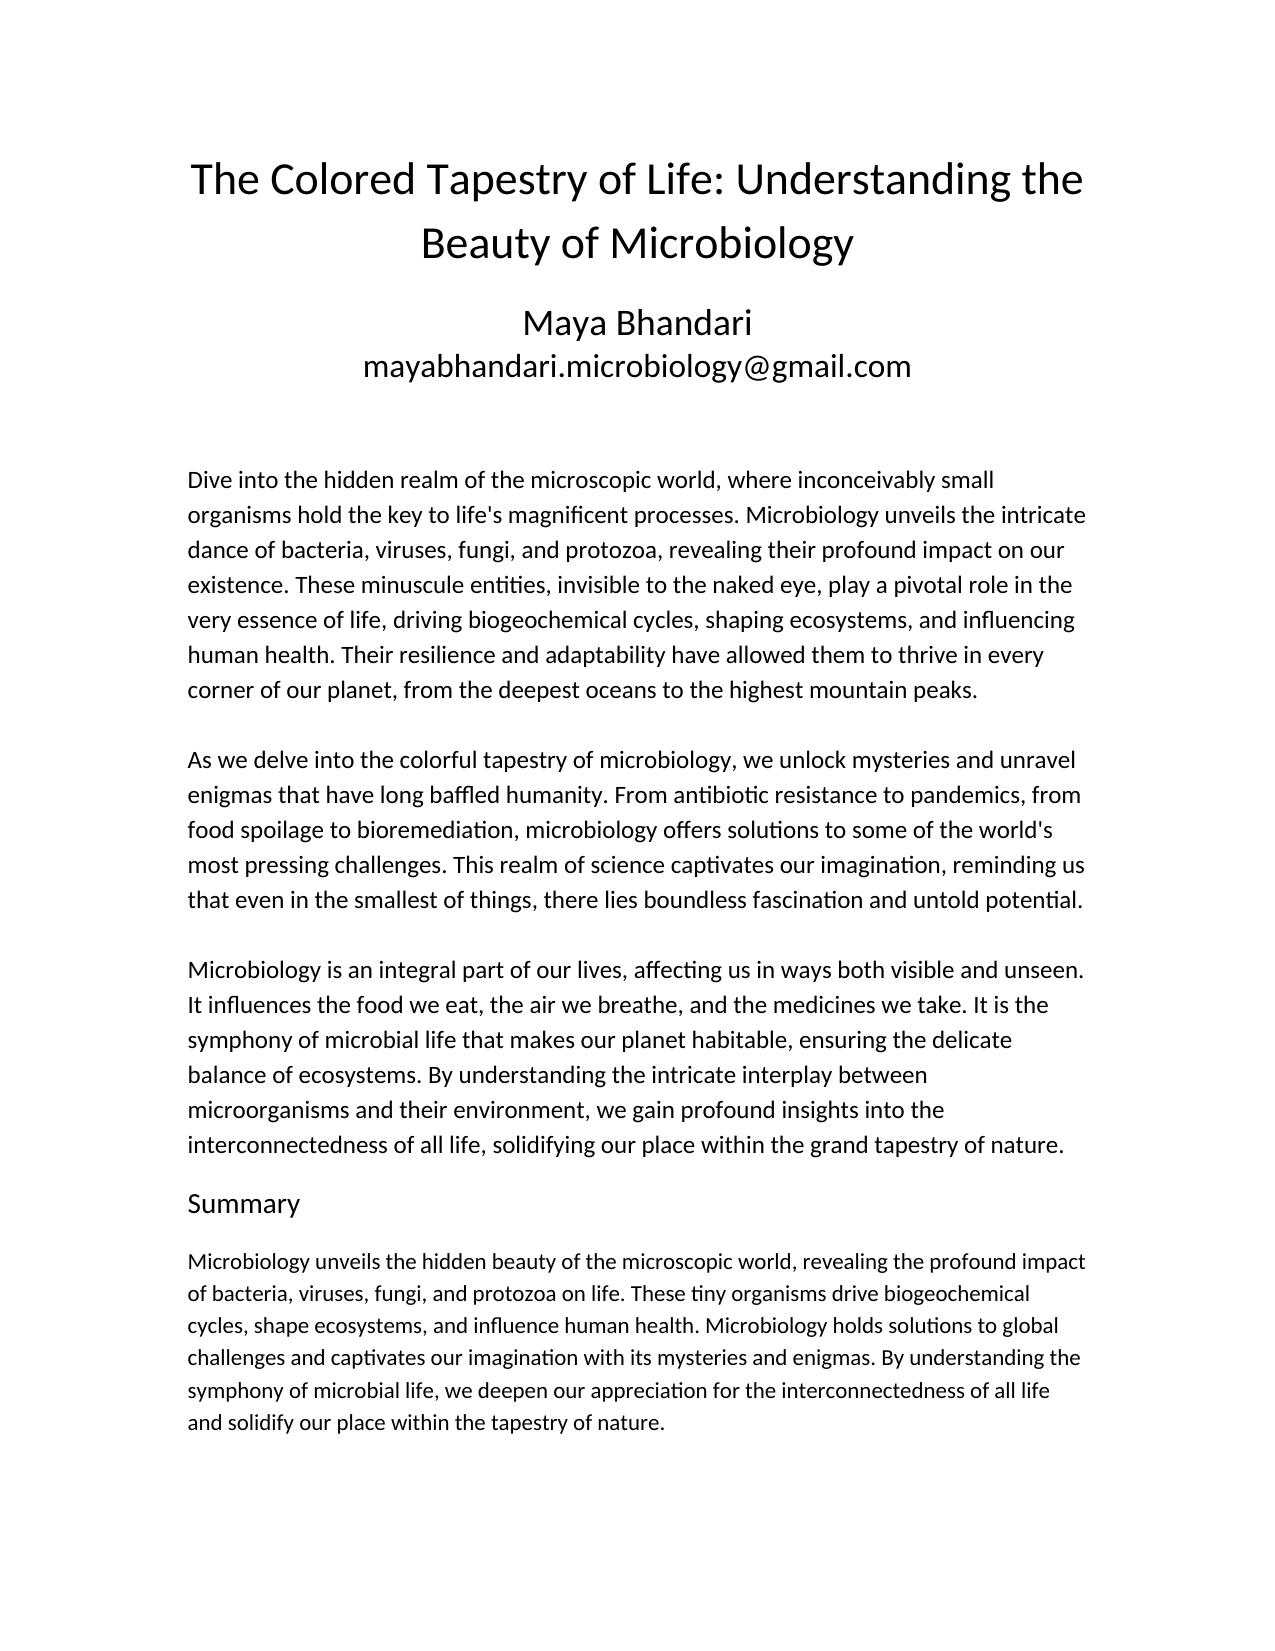 The Colored Tapestry of Life: Understanding the
Beauty of Microbiology
Maya Bhandari
mayabhandari.microbiology@gmail.com
Dive into the hidden realm of the microscopic world, where inconceivably small
organisms hold the key to life's magnificent processes. Microbiology unveils the intricate
dance of bacteria, viruses, fungi, and protozoa, revealing their profound impact on our
existence. These minuscule entities, invisible to the naked eye, play a pivotal role in the
very essence of life, driving biogeochemical cycles, shaping ecosystems, and influencing
human health. Their resilience and adaptability have allowed them to thrive in every
corner of our planet, from the deepest oceans to the highest mountain peaks.
As we delve into the colorful tapestry of microbiology, we unlock mysteries and unravel
enigmas that have long baffled humanity. From antibiotic resistance to pandemics, from
food spoilage to bioremediation, microbiology offers solutions to some of the world's
most pressing challenges. This realm of science captivates our imagination, reminding us
that even in the smallest of things, there lies boundless fascination and untold potential.
Microbiology is an integral part of our lives, affecting us in ways both visible and unseen.
It influences the food we eat, the air we breathe, and the medicines we take. It is the
symphony of microbial life that makes our planet habitable, ensuring the delicate
balance of ecosystems. By understanding the intricate interplay between
microorganisms and their environment, we gain profound insights into the
interconnectedness of all life, solidifying our place within the grand tapestry of nature.
Summary
Microbiology unveils the hidden beauty of the microscopic world, revealing the profound impact
of bacteria, viruses, fungi, and protozoa on life. These tiny organisms drive biogeochemical
cycles, shape ecosystems, and influence human health. Microbiology holds solutions to global
challenges and captivates our imagination with its mysteries and enigmas. By understanding the
symphony of microbial life, we deepen our appreciation for the interconnectedness of all life
and solidify our place within the tapestry of nature.